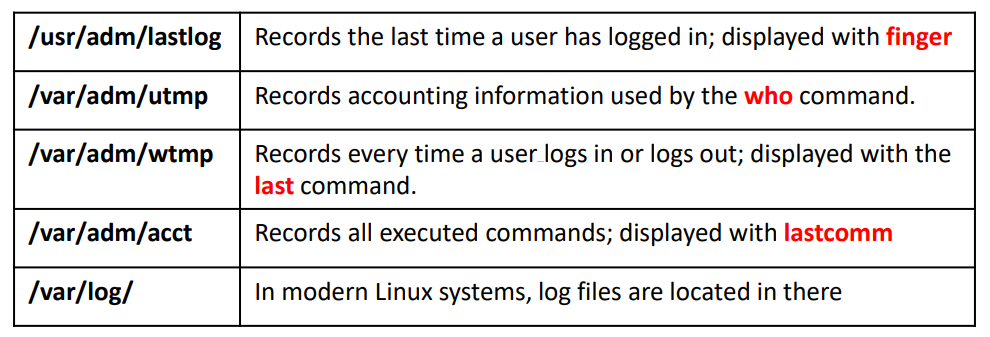 /usr/adm/lastlog Records the last time a user has logged in; displayed with finger
/var/adm/utmp Records accounting information used by the who command.
/var/adm/wtmp Records every time a user logs in or logs out; displayed with the
last command.
/var/adm/acct Records all executed commands; displayed with lastcomm
/var/log/ In modern Linux systems, log files are located in there